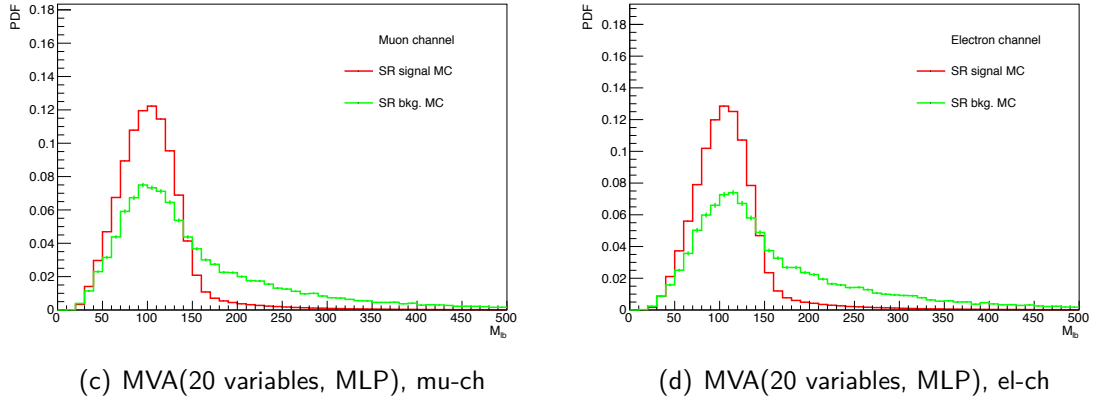 PDF
0.18
0.16
0.14
0.12
0.1
0.08
0.06
0.04
0.02
0
0 50 100 150 200 250 300 350 400 450 500
M_lb
Muon channel
SR signal MC
SR bkg. MC
(c) MVA(20 variables, MLP), mu-ch
PDF
0.18
0.16
0.14
0.12
0.1
0.08
0.06
0.04
0.02
0
0 50 100 150 200 250 300 350 400 450 500
M_lb
Electron channel
SR signal MC
SR bkg. MC
(d) MVA(20 variables, MLP), el-ch